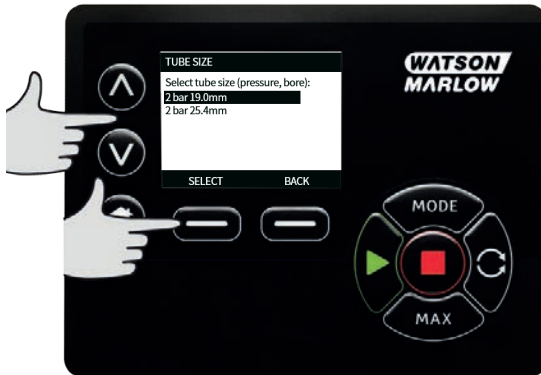 TUBE SIZE
Select tube size (pressure, bore):
2 bar 19.0mm
2 bar 25.4mm
SELECT BACK
WATSON
MARLOW
MODE
MAX